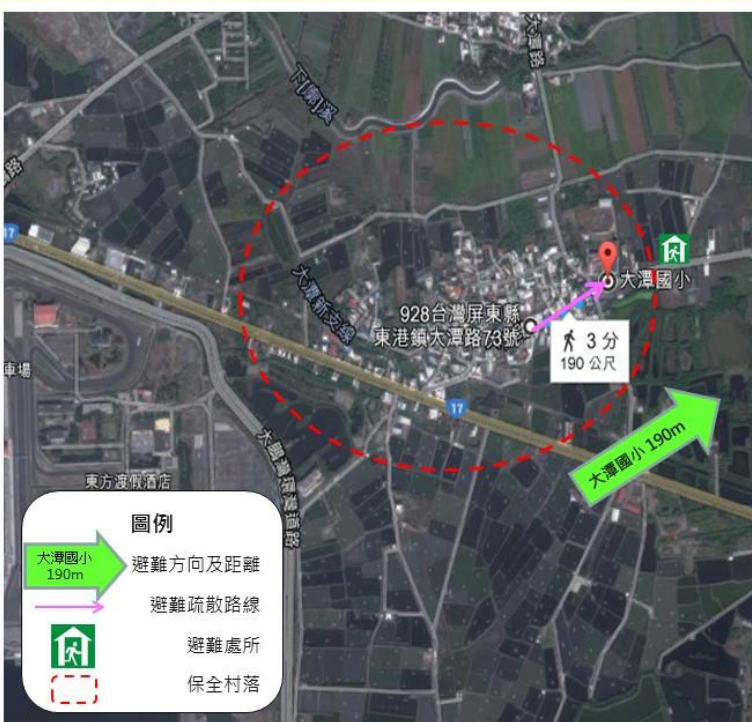 大潭路
下[廍]溪
17
大潭新支線
大潭國小
928台灣屏東縣
東港鎮大潭路73號
3 分
190 公尺
17
大潭國小 190m
車場
大鵬灣環灣道路
東方渡假酒店
圖例
大潭國小
190m
避難方向及距離
避難疏散路線
避難處所
保全村落